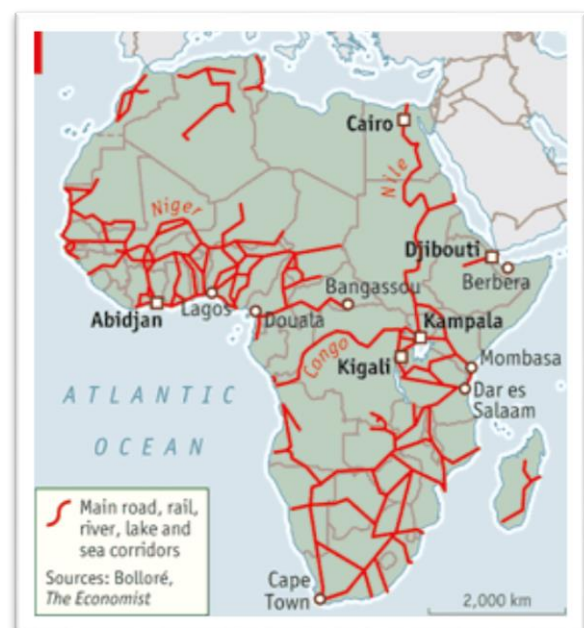 Cairo
Nile
Niger
Djibouti
Berbera
Bangassou
Abidjan
Lagos
Douala
Kampala
Congo
Kigali
Mombasa
Dar es
Salaam
ATLANTIC
OCEAN
Main road, rail,
river, lake and
sea corridors
Sources: Bolloré,
The Economist
Cape
Town
2,000 km